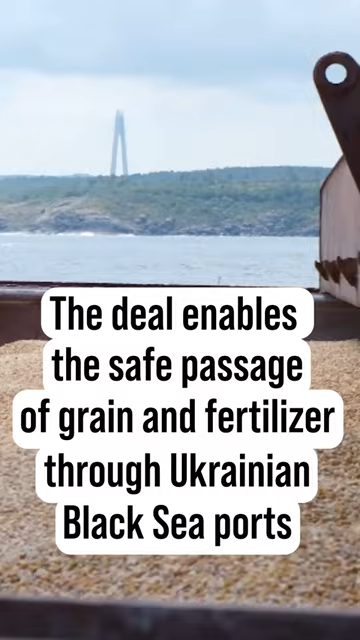 The deal enables
the safe passage
of grain and fertilizer
through Ukrainian
Black Sea ports